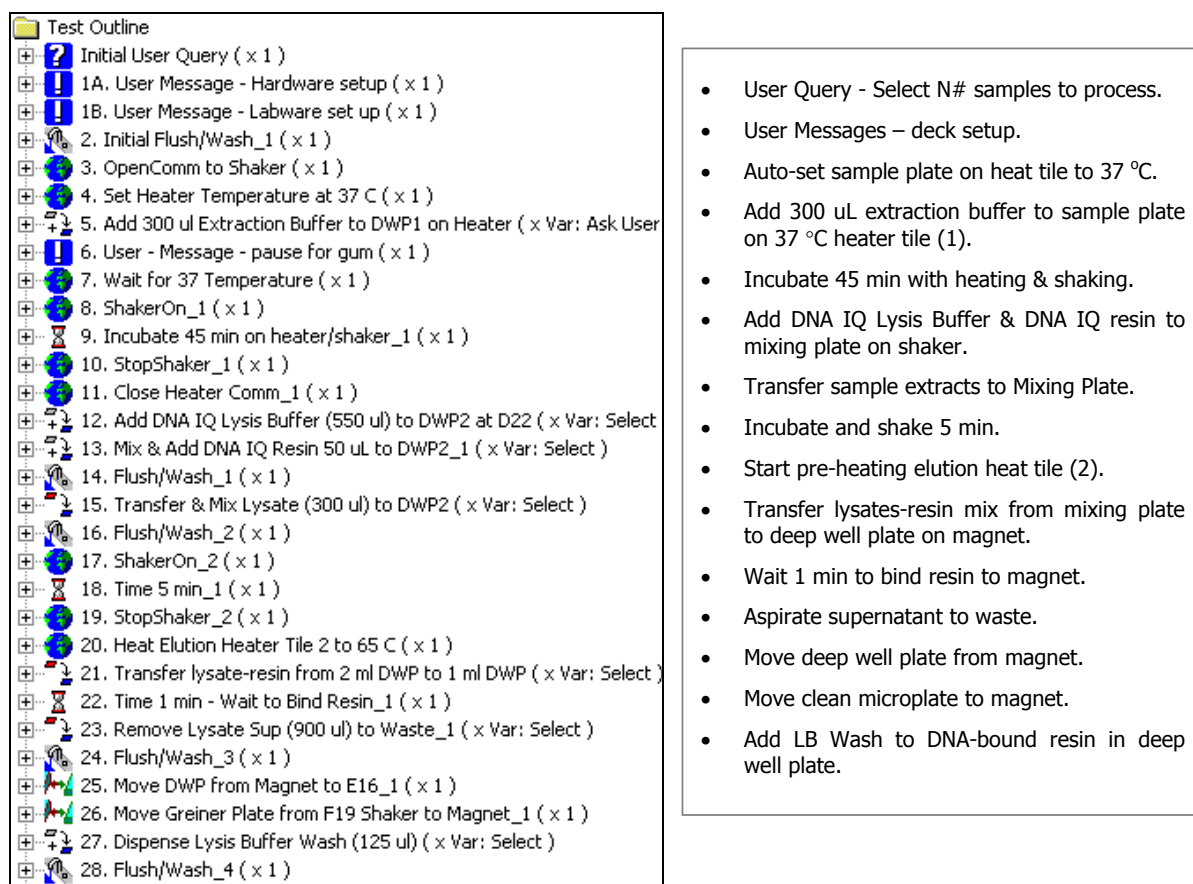 Test Outline
Initial User Query ( x 1 )
1A. User Message - Hardware setup ( x 1 )
1B. User Message - Labware set up ( x 1 )
2. Initial Flush/Wash_1 ( x 1 )
3. OpenComm to Shaker ( x 1 )
4. Set Heater Temperature at 37 C ( x 1 )
5. Add 300 ul Extraction Buffer to DWP1 on Heater ( x Var: Ask User
6. User - Message - pause for gum ( x 1 )
7. Wait for 37 Temperature ( x 1 )
8. ShakerOn_1 ( x 1 )
9. Incubate 45 min on heater/shaker_1 ( x 1 )
10. StopShaker_1 ( x 1 )
11. Close Heater Comm_1 ( x 1 )
12. Add DNA IQ Lysis Buffer (550 ul) to DWP2 at D22 ( x Var: Select
13. Mix & Add DNA IQ Resin 50 uL to DWP2_1 ( x Var: Select )
14. Flush/Wash_1 ( x 1 )
15. Transfer & Mix Lysate (300 ul) to DWP2 ( x Var: Select )
16. Flush/Wash_2 ( x 1 )
17. ShakerOn_2 ( x 1 )
18. Time 5 min_1 ( x 1 )
19. StopShaker_2 ( x 1 )
20. Heat Elution Heater Tile 2 to 65 C ( x 1 )
21. Transfer lysate-resin from 2 ml DWP to 1 ml DWP ( x Var: Select )
22. Time 1 min - Wait to Bind Resin_1 ( x 1 )
23. Remove Lysate Sup (900 ul) to Waste_1 ( x Var: Select )
24. Flush/Wash_3 ( x 1 )
25. Move DWP from Magnet to E16_1 ( x 1 )
26. Move Greiner Plate from F19 Shaker to Magnet_1 ( x 1 )
27. Dispense Lysis Buffer Wash (125 ul) ( x Var: Select )
28. Flush/Wash_4 ( x 1 )
• User Query - Select N# samples to process.
• User Messages – deck setup.
• Auto-set sample plate on heat tile to 37 °C.
• Add 300 uL extraction buffer to sample plate
on 37 °C heater tile (1).
• Incubate 45 min with heating & shaking.
• Add DNA IQ Lysis Buffer & DNA IQ resin to
mixing plate on shaker.
• Transfer sample extracts to Mixing Plate.
• Incubate and shake 5 min.
• Start pre-heating elution heat tile (2).
• Transfer lysates-resin mix from mixing plate
to deep well plate on magnet.
• Wait 1 min to bind resin to magnet.
• Aspirate supernatant to waste.
• Move deep well plate from magnet.
• Move clean microplate to magnet.
• Add LB Wash to DNA-bound resin in deep
well plate.